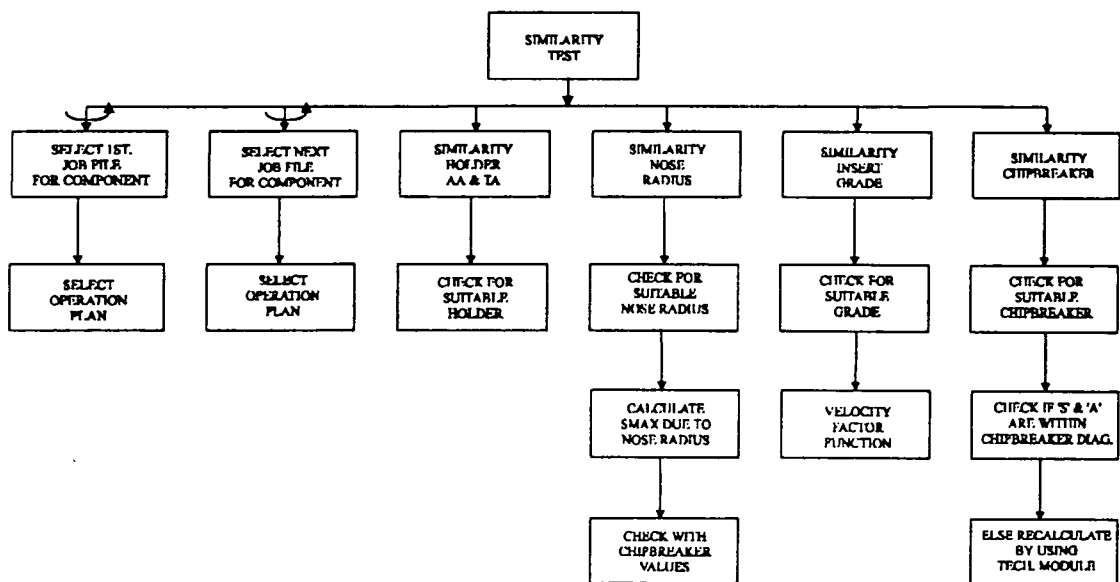 SIMILARITY
TEST
SELECT 1ST.
JOB FILE
FOR COMPONENT
SELECT NEXT
JOB FILE
FOR COMPONENT
SIMILARITY
HOLDER
AA & TA
SIMILARITY
NOSE
RADIUS
SIMILARITY
INSERT
GRADE
SIMILARITY
CHIPBREAKER
SELECT
OPERATION
PLAN
SELECT
OPERATION
PLAN
CHECK FOR
SUITABLE
HOLDER
CHECK FOR
SUITABLE
NOSE RADIUS
CHECK FOR
SUITABLE
GRADE
CHECK FOR
SUITABLE
CHIPBREAKER
CALCULATE
SMAX DUE TO
NOSE RADIUS
VELOCITY
FACTOR
FUNCTION
CHECK IF 'S' & 'A'
ARE WITHIN
CHIPBREAKER DIAG.
CHECK WITH
CHIPBREAKER
VALUES
ELSE RECALCULATE
BY USING
TECH. MODULE